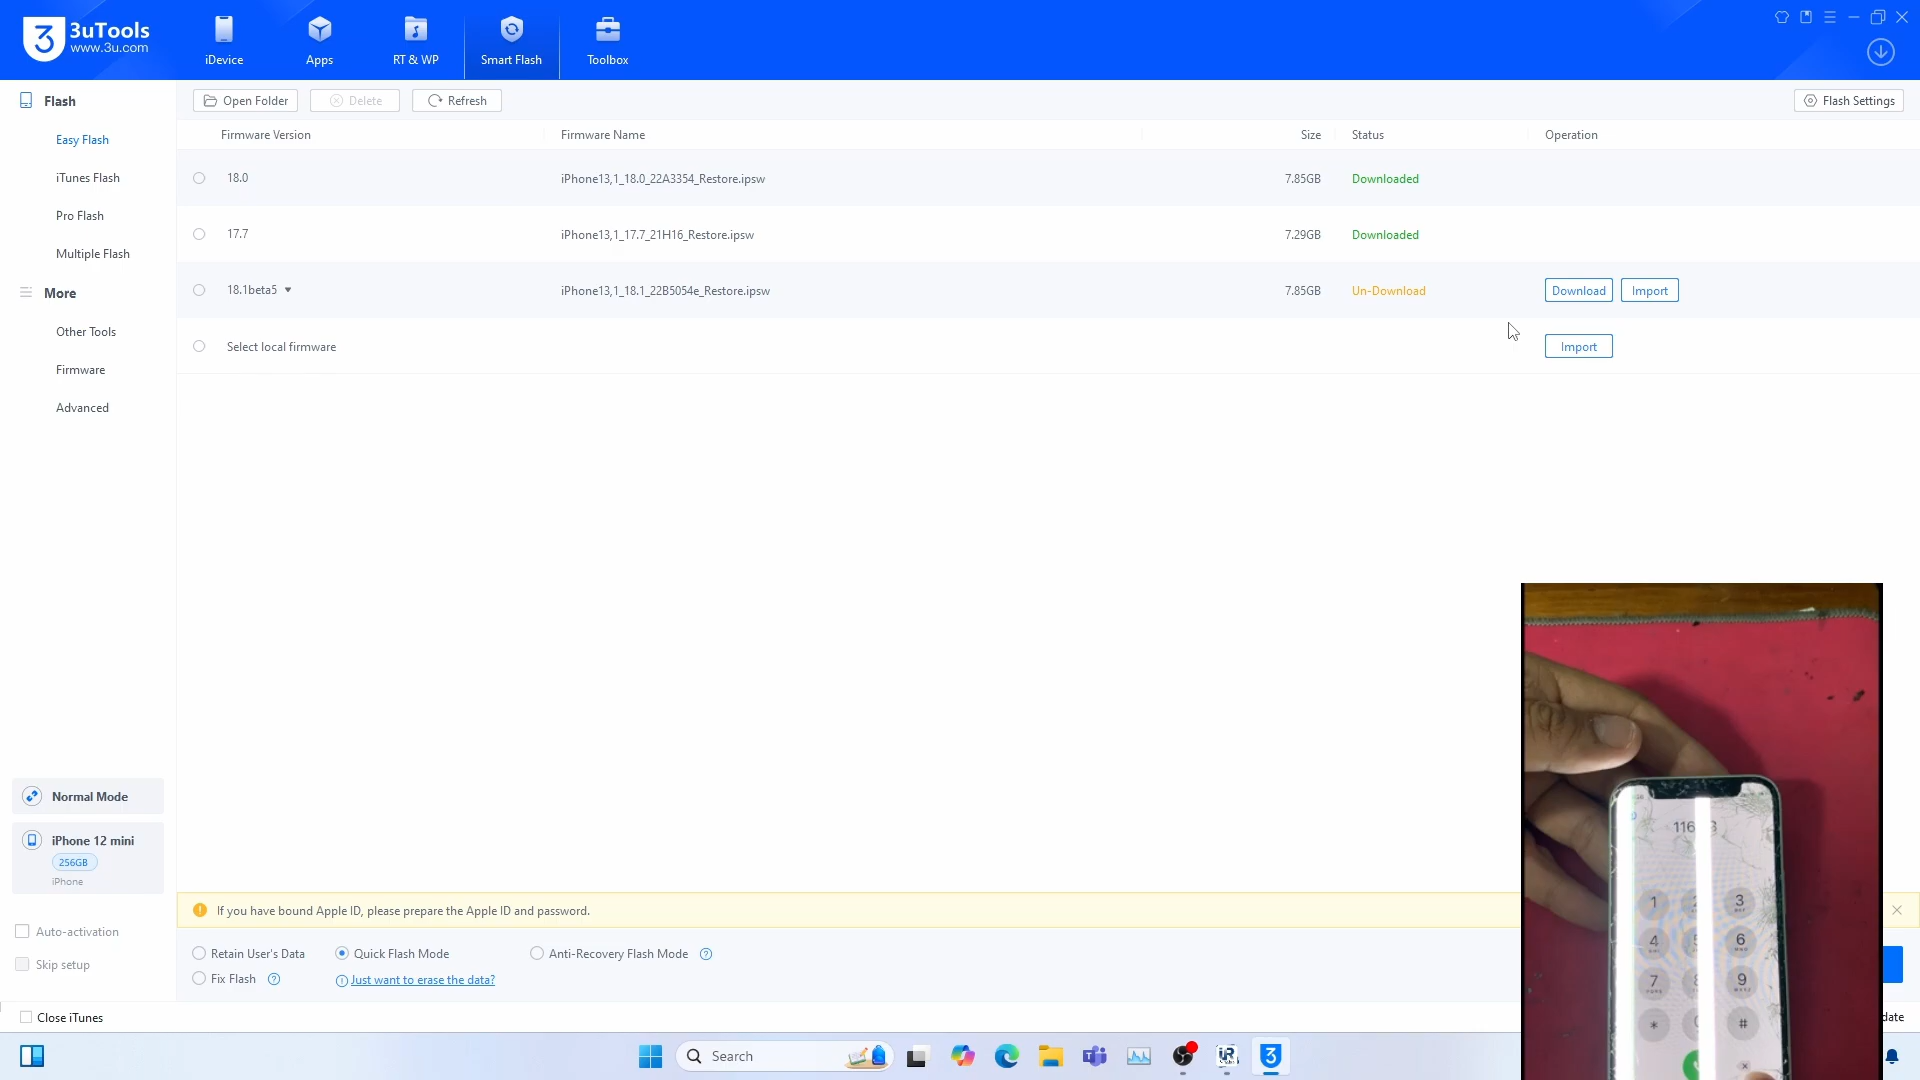 3uTools
www.3u.com
iDevice
Apps
RT & WP
Smart Flash
Toolbox
Flash
Easy Flash
iTunes Flash
Pro Flash
Multiple Flash
More
Other Tools
Firmware
Advanced
Open Folder
Delete
Refresh
Flash Settings
Firmware Version
Firmware Name
Size
Status
Operation
18.0
iPhone13,1_18.0_22A3354_Restore.ipsw
7.85GB
Downloaded
17.7
iPhone13,1_17.7_21H16_Restore.ipsw
7.29GB
Downloaded
18.1beta5
iPhone13,1_18.1_22B5054e_Restore.ipsw
7.85GB
Un-Download
Download
Import
Select local firmware
Import
Normal Mode
iPhone 12 mini
256GB
iPhone
Auto-activation
Skip setup
If you have bound Apple ID, please prepare the Apple ID and password.
Retain User's Data
Quick Flash Mode
Anti-Recovery Flash Mode
Fix Flash
Just want to erase the data?
Close iTunes
Search
1
3
4
6
7
9
*
#